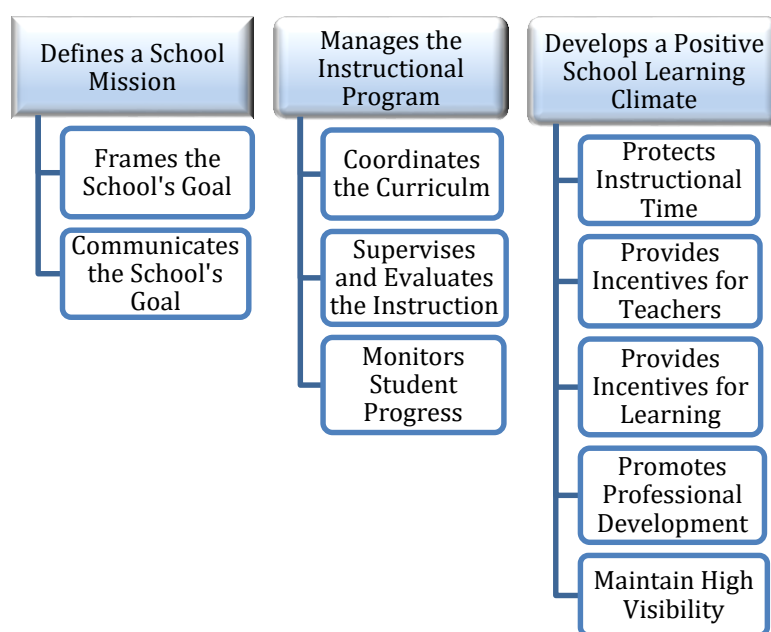 Defines a School
Mission
Frames the
School's Goal
Communicates
the School's
Goal
Manages the
Instructional
Program
Coordinates
the Curriculm
Supervises
and Evaluates
the Instruction
Monitors
Student
Progress
Develops a Positive
School Learning
Climate
Protects
Instructional
Time
Provides
Incentives for
Teachers
Provides
Incentives for
Learning
Promotes
Professional
Development
Maintain High
Visibility